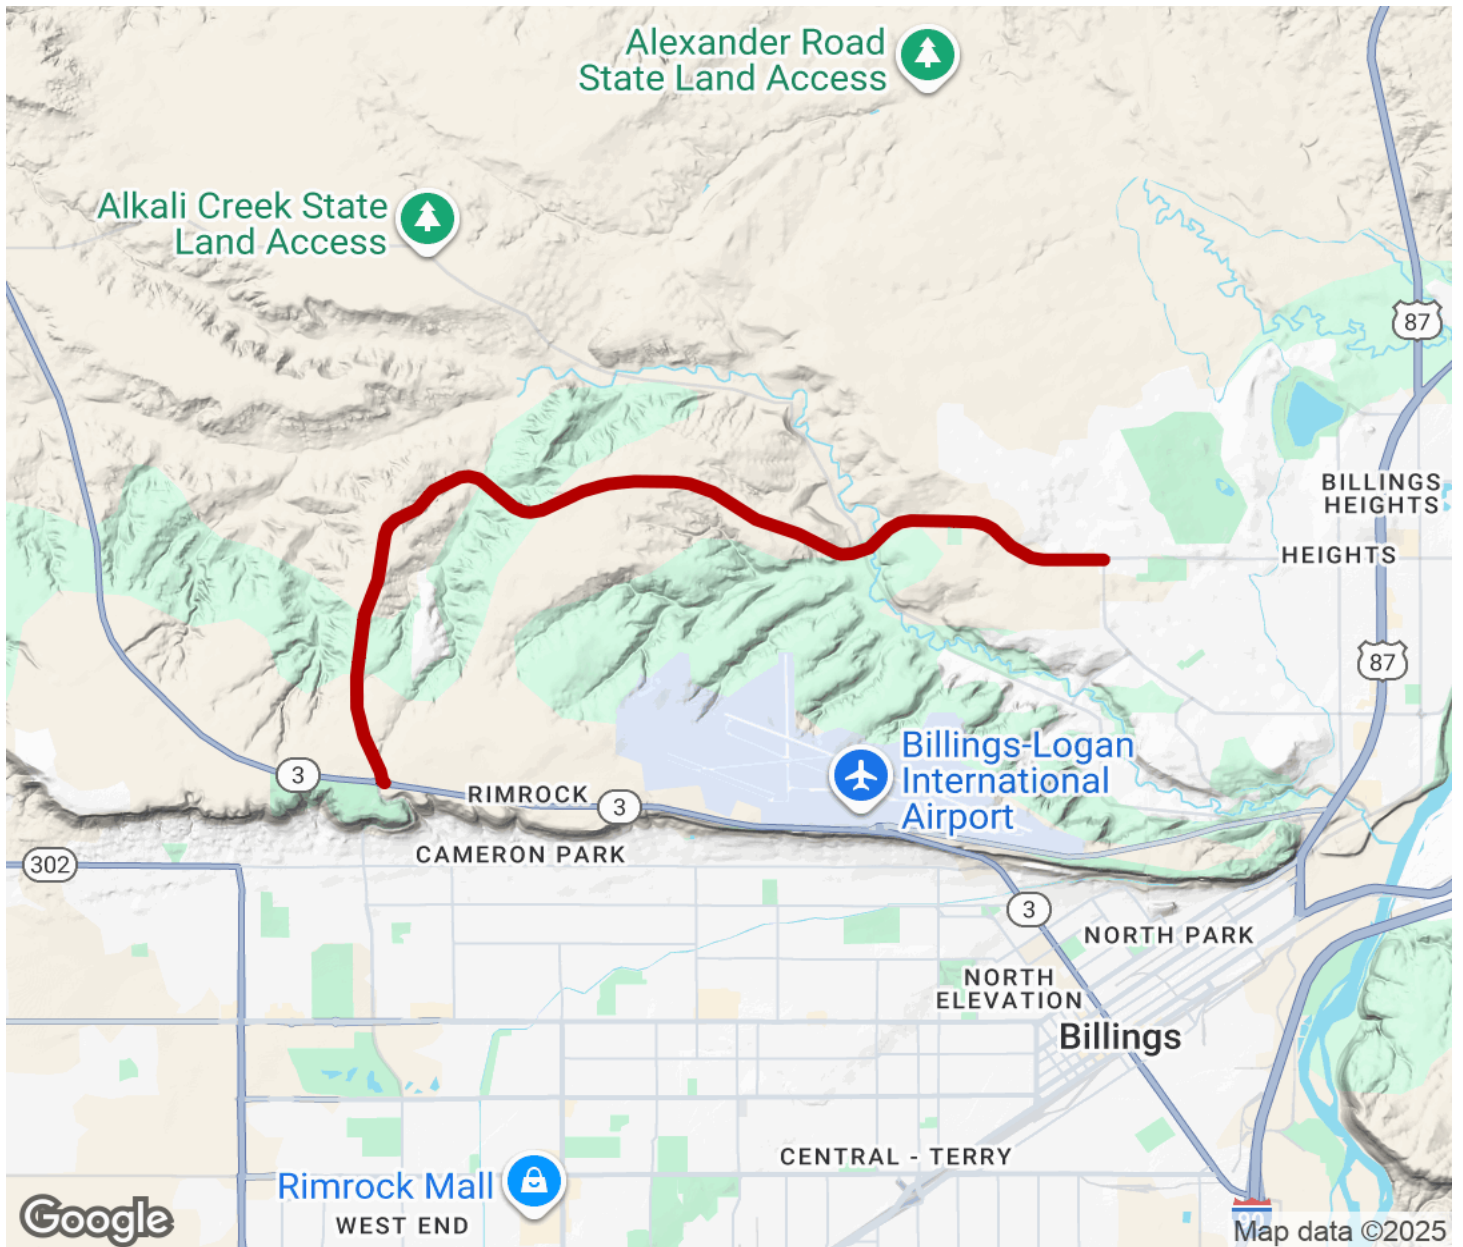 Alexander Road
State Land Access
Alkali Creek State
Land Access
87
BILLINGS
HEIGHTS
HEIGHTS
87
Billings-Logan
International
Airport
3
RIMROCK
3
CAMERON PARK
302
3
NORTH PARK
NORTH
ELEVATION
Billings
CENTRAL - TERRY
Rimrock Mall
WEST END
Google
Map data ©2025